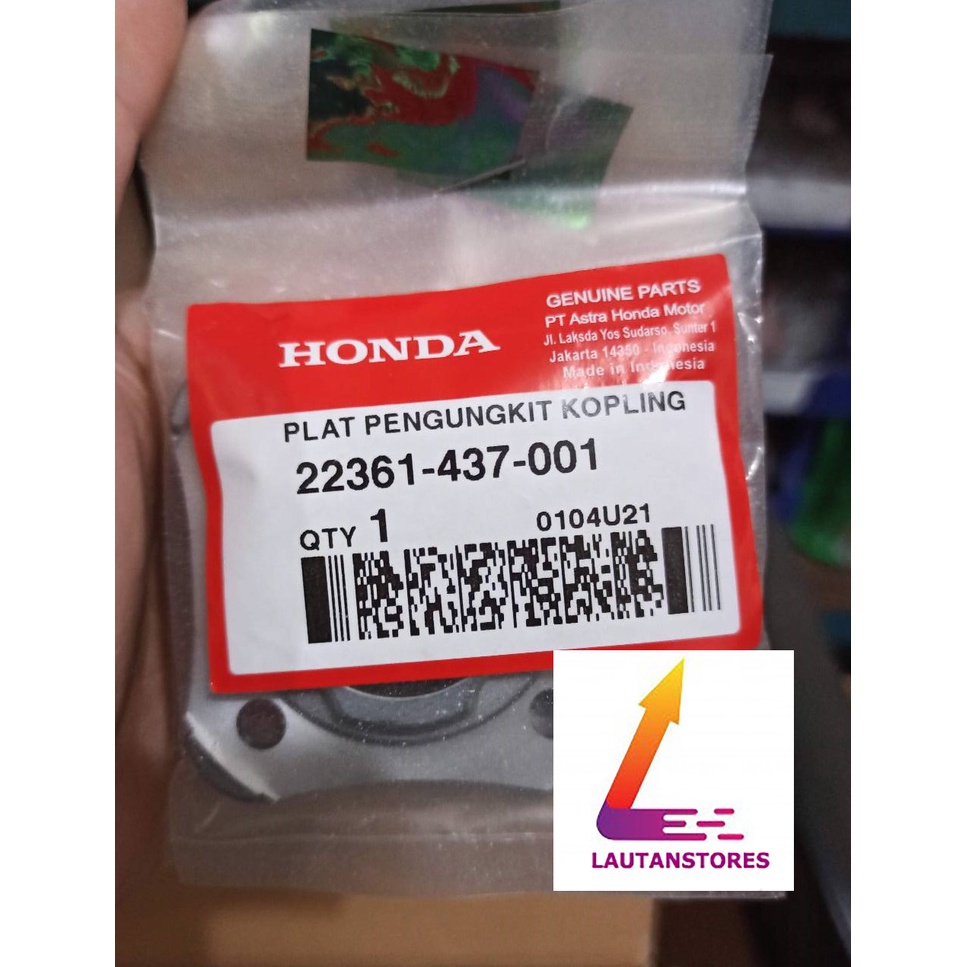 GENUINE PARTS
PT Astra Honda Motor
Jl. Laksda Yos Sudarso, Sunter 1
Jakarta 14350 - Indonesia
Made in Indonesia
HONDA
PLAT PENGUNGKIT KOPLING
22361-437-001
QTY 1 0104U21
LAUTANSTORES